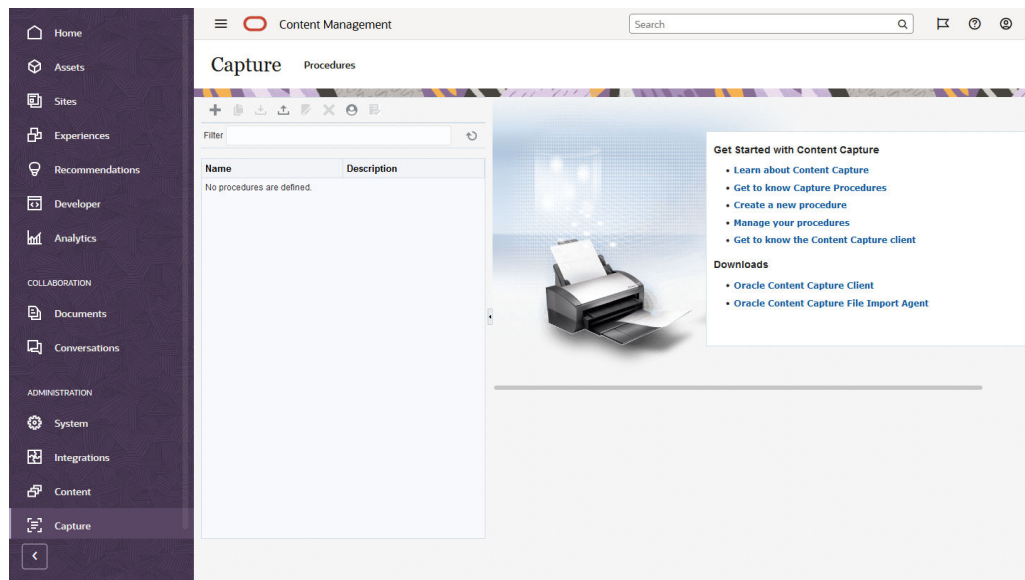 Home
Assets
Sites
Experiences
Recommendations
Developer
Analytics
COLLABORATION
Documents
Conversations
ADMINISTRATION
System
Integrations
Content
Capture
Content Management
Search
Capture
Procedures
Filter
Name Description
No procedures are defined.
Get Started with Content Capture
• Learn about Content Capture
• Get to know Capture Procedures
• Create a new procedure
• Manage your procedures
• Get to know the Content Capture client
Downloads
• Oracle Content Capture Client
• Oracle Content Capture File Import Agent